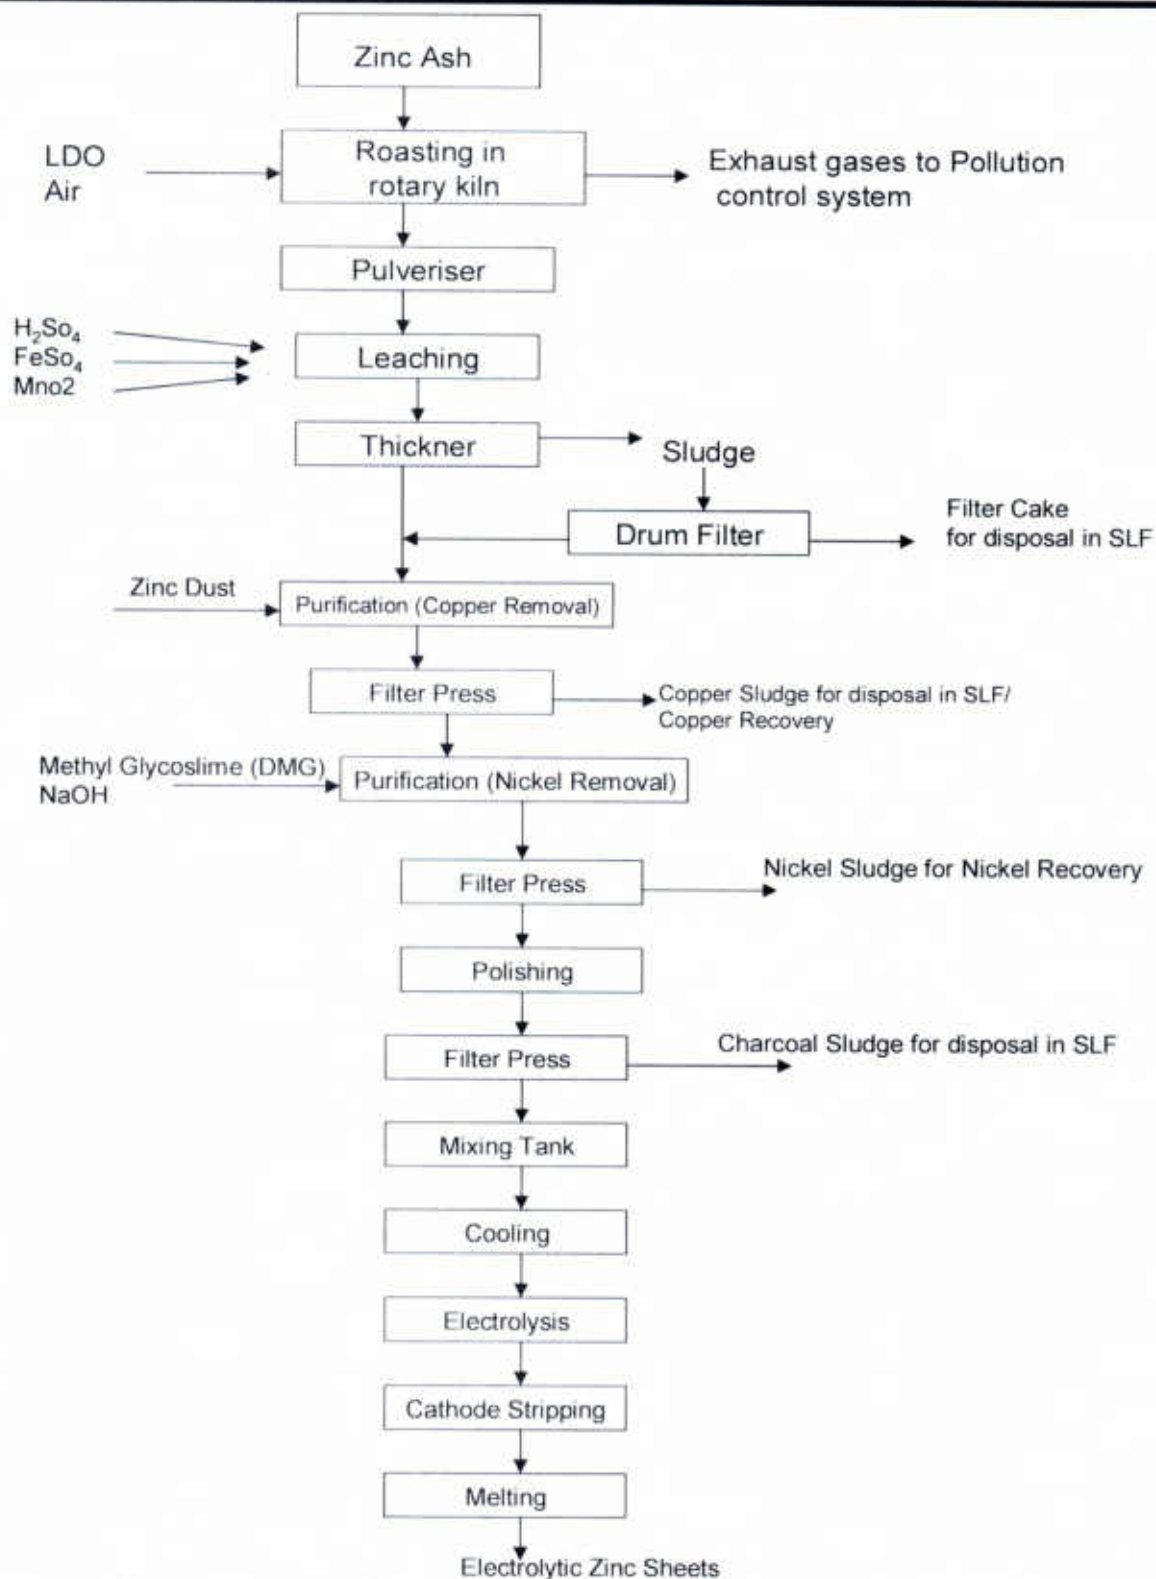 Zinc Ash
LDO
Air
Roasting in
rotary kiln
Exhaust gases to Pollution
control system
Pulveriser
H₂So₄
FeSo₄
Mno2
Leaching
Thickner
Sludge
Drum Filter
Filter Cake
for disposal in SLF
Zinc Dust
Purification (Copper Removal)
Filter Press
Copper Sludge for disposal in SLF/
Copper Recovery
Methyl Glycoslime (DMG)
NaOH
Purification (Nickel Removal)
Filter Press
Nickel Sludge for Nickel Recovery
Polishing
Filter Press
Charcoal Sludge for disposal in SLF
Mixing Tank
Cooling
Electrolysis
Cathode Stripping
Melting
Electrolytic Zinc Sheets